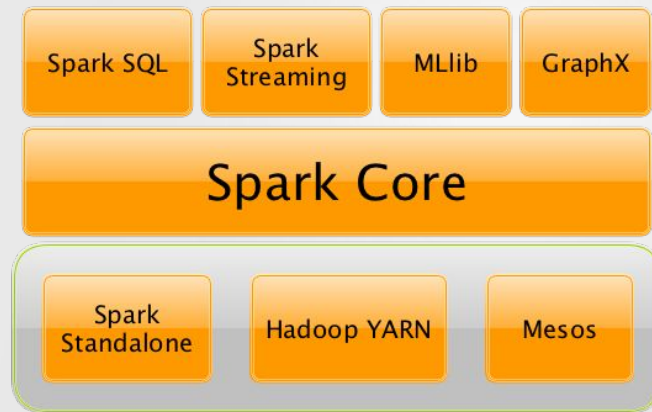 Spark SQL
Spark
Streaming
MLlib
GraphX
Spark Core
Spark
Standalone
Hadoop YARN
Mesos